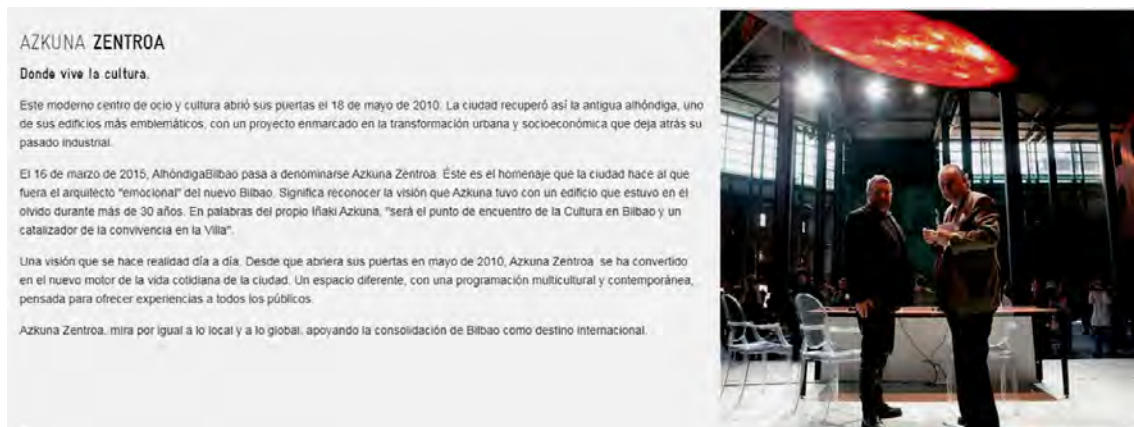 AZKUNA ZENTROA
Donde vive la cultura.
Este moderno centro de ocio y cultura abrió sus puertas el 18 de mayo de 2010. La ciudad recuperó así la antigua alhóndiga, uno
de sus edificios más emblemáticos, con un proyecto enmarcado en la transformación urbana y socioeconómica que deja atrás su
pasado industrial.
El 16 de marzo de 2015, AlhóndigaBilbao pasa a denominarse Azkuna Zentroa. Éste es el homenaje que la ciudad hace al que
fuera el arquitecto "emocional" del nuevo Bilbao. Significa reconocer la visión que Azkuna tuvo con un edificio que estuvo en el
olvido durante más de 30 años. En palabras del propio Iñaki Azkuna, "será el punto de encuentro de la Cultura en Bilbao y un
catalizador de la convivencia en la Villa".
Una visión que se hace realidad día a día. Desde que abriera sus puertas en mayo de 2010, Azkuna Zentroa se ha convertido
en el nuevo motor de la vida cotidiana de la ciudad. Un espacio diferente, con una programación multicultural y contemporánea,
pensada para ofrecer experiencias a todos los públicos.
Azkuna Zentroa, mira por igual a lo local y a lo global, apoyando la consolidación de Bilbao como destino internacional.